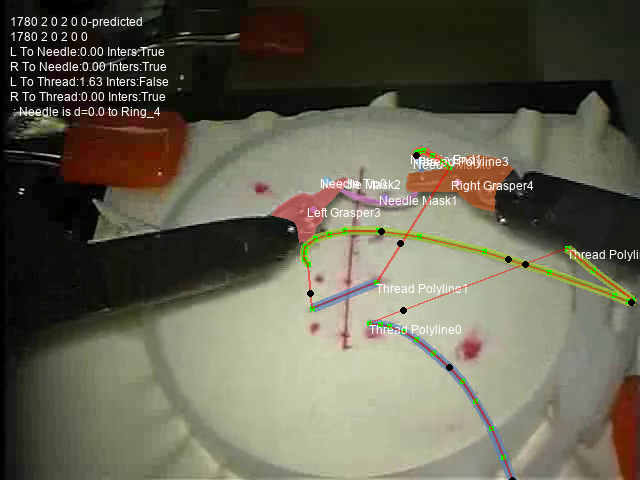 1780 2 0 2 0 0-predicted
1780 2 0 2 0 0
L To Needle:0.00 Inters:True
R To Needle:0.00 Inters:True
L To Thread:1.63 Inters:False
R To Thread:0.00 Inters:True
: Needle is d=0.0 to Ring_4
Needle Mask2
Needle Mask1
Right Grasper4
Left Grasper3
Thread Polyli
Thread Polyline1
Thread Polyline0